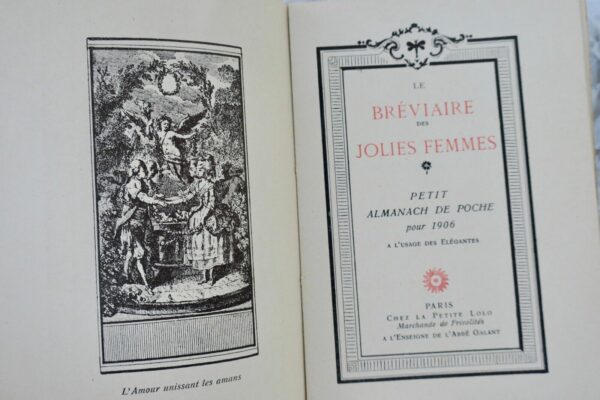 L'Amour unissant les amans
LE
BRÉVIAIRE
DES
JOLIES FEMMES
PETIT
ALMANACH DE POCHE
pour 1906
A L'USAGE DES ELÉGANTES
PARIS
CHEZ LA PETITE LOLO
Marchande de Frivolités
A L'ENSEIGNE DE L'ABBÉ GALANT